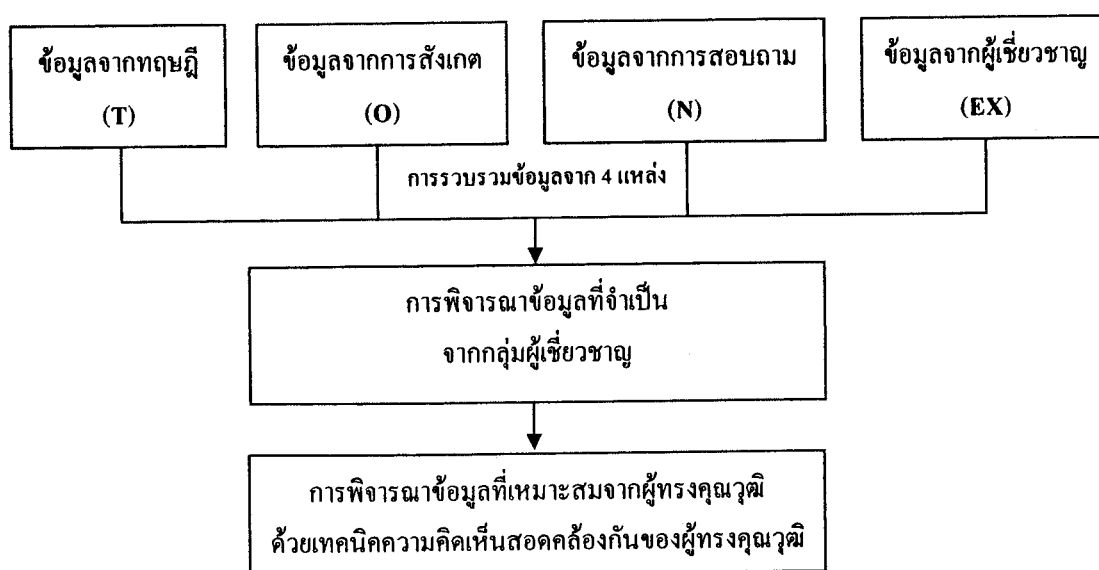 ข้อมูลจากทฤษฎี
(T)
ข้อมูลจากการสังเกต
(O)
ข้อมูลจากการสอบถาม
(N)
ข้อมูลจากผู้เชี่ยวชาญ
(EX)
การรวบรวมข้อมูลจาก 4 แหล่ง
การพิจารณาข้อมูลที่จำเป็น
จากกลุ่มผู้เชี่ยวชาญ
การพิจารณาข้อมูลที่เหมาะสมจากผู้ทรงคุณวุฒิ
ด้วยเทคนิคความคิดเห็นสอดคล้องกันของผู้ทรงคุณวุฒิ